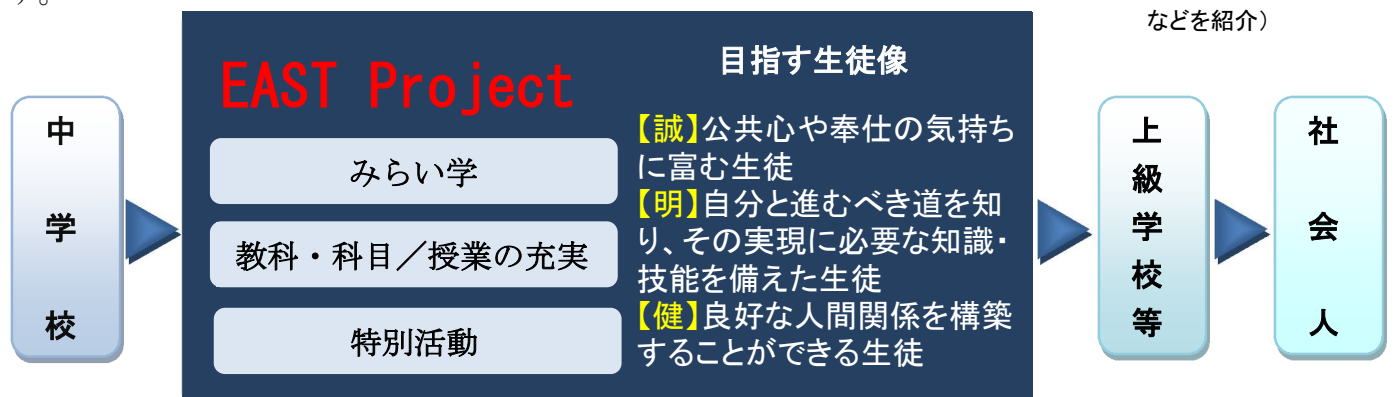 す。
などを紹介）
中学校
EAST Project
みらい学
教科・科目／授業の充実
特別活動
目指す生徒像
【誠】公共心や奉仕の気持ち
に富む生徒
【明】自分と進むべき道を知
り、その実現に必要な知識・
技能を備えた生徒
【健】良好な人間関係を構築
することができる生徒
上級学校等
社会人